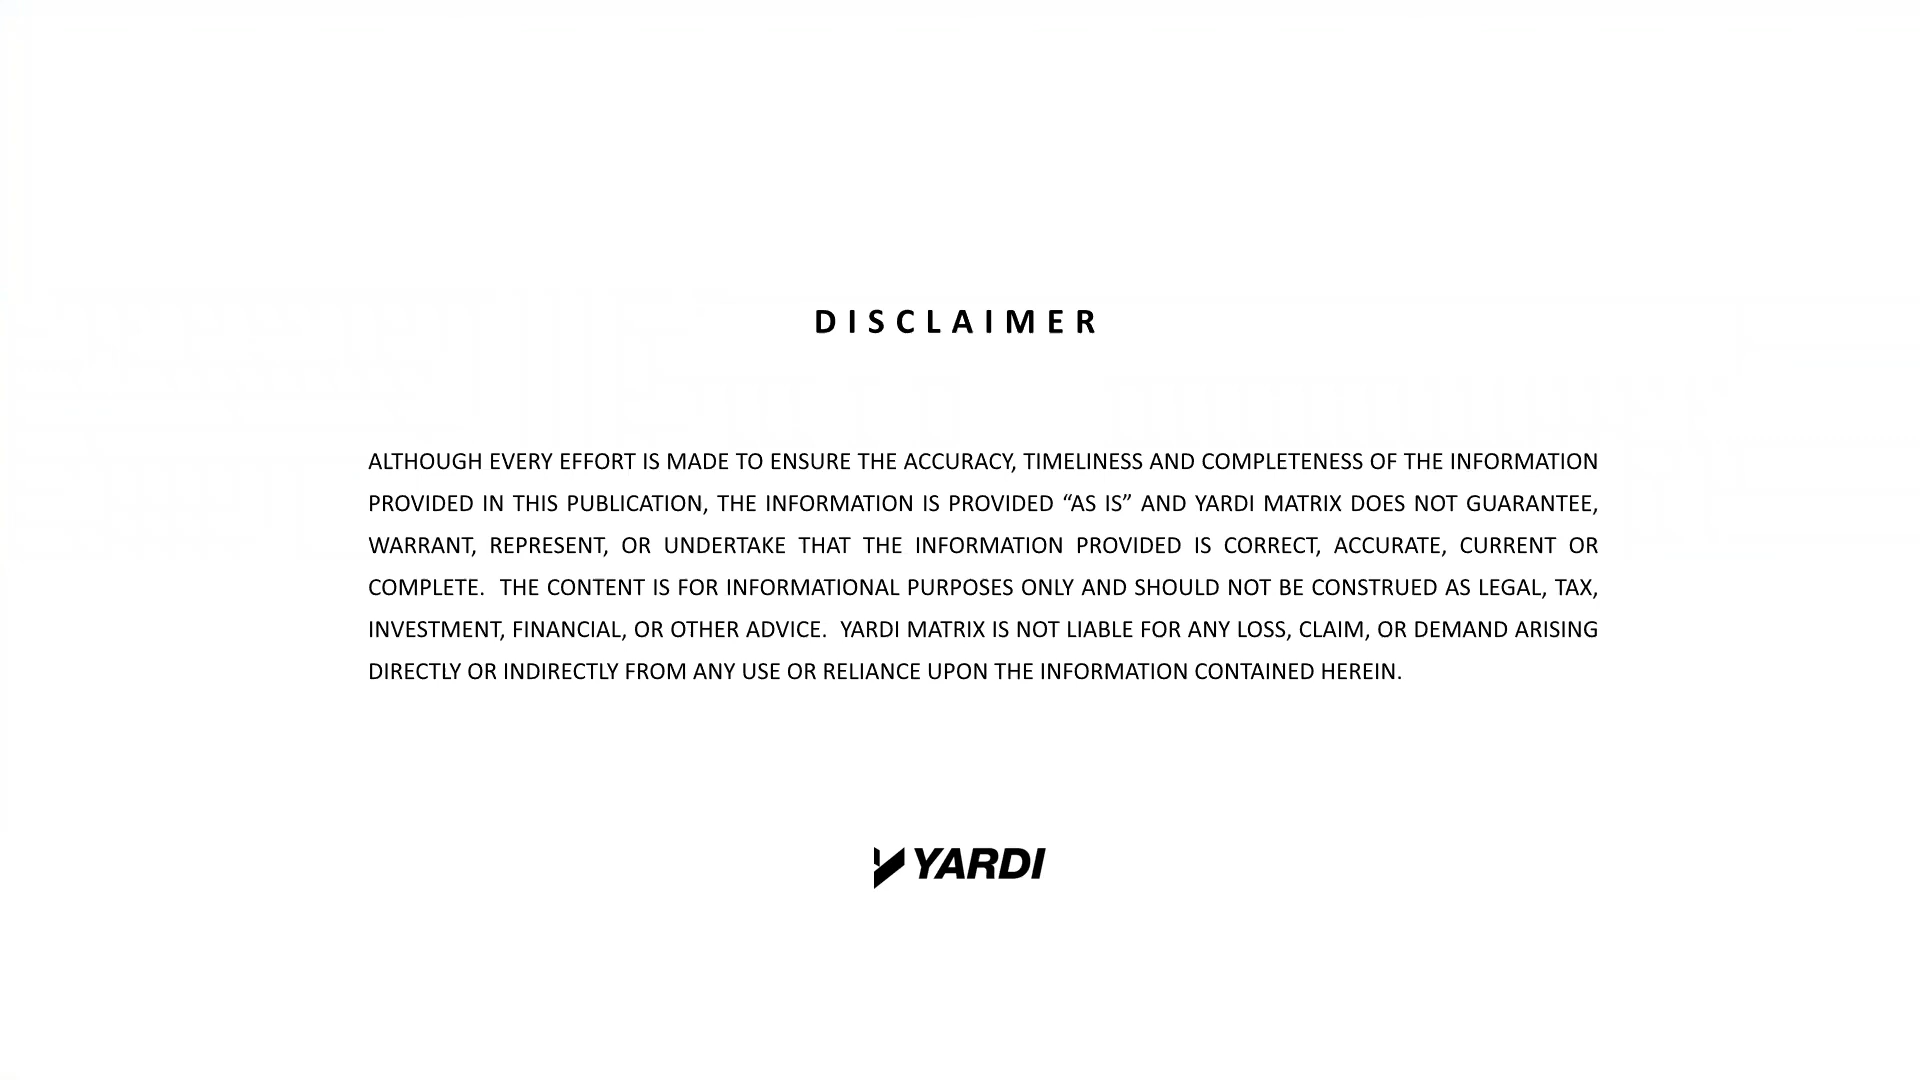 DISCLAIMER
ALTHOUGH EVERY EFFORT IS MADE TO ENSURE THE ACCURACY, TIMELINESS AND COMPLETENESS OF THE INFORMATION
PROVIDED IN THIS PUBLICATION, THE INFORMATION IS PROVIDED “AS IS” AND YARDI MATRIX DOES NOT GUARANTEE,
WARRANT, REPRESENT, OR UNDERTAKE THAT THE INFORMATION PROVIDED IS CORRECT, ACCURATE, CURRENT OR
COMPLETE.  THE CONTENT IS FOR INFORMATIONAL PURPOSES ONLY AND SHOULD NOT BE CONSTRUED AS LEGAL, TAX,
INVESTMENT, FINANCIAL, OR OTHER ADVICE.  YARDI MATRIX IS NOT LIABLE FOR ANY LOSS, CLAIM, OR DEMAND ARISING
DIRECTLY OR INDIRECTLY FROM ANY USE OR RELIANCE UPON THE INFORMATION CONTAINED HEREIN.
YARDI